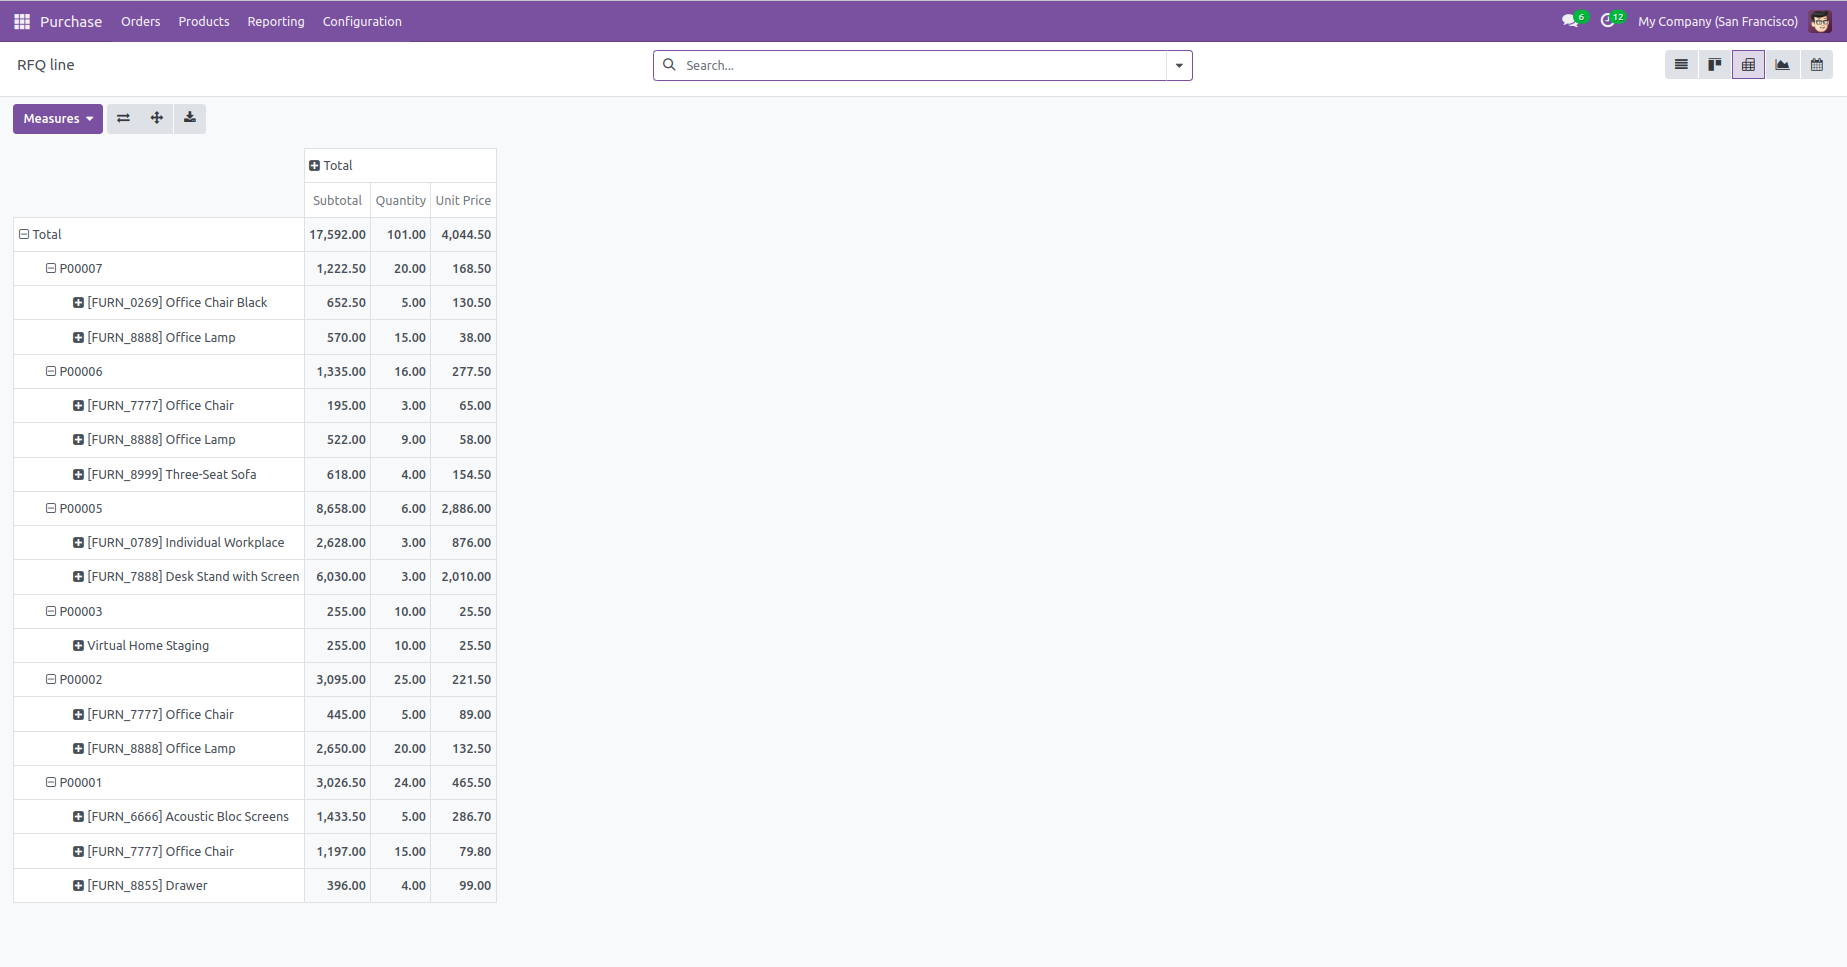 Purchase Orders Products Reporting Configuration 6 12 My Company (San Francisco)
RFQ line Search...
Measures
Total
Subtotal Quantity Unit Price
Total 17,592.00 101.00 4,044.50
P00007 1,222.50 20.00 168.50
[FURN_0269] Office Chair Black 652.50 5.00 130.50
[FURN_8888] Office Lamp 570.00 15.00 38.00
P00006 1,335.00 16.00 277.50
[FURN_7777] Office Chair 195.00 3.00 65.00
[FURN_8888] Office Lamp 522.00 9.00 58.00
[FURN_8999] Three-Seat Sofa 618.00 4.00 154.50
P00005 8,658.00 6.00 2,886.00
[FURN_0789] Individual Workplace 2,628.00 3.00 876.00
[FURN_7888] Desk Stand with Screen 6,030.00 3.00 2,010.00
P00003 255.00 10.00 25.50
Virtual Home Staging 255.00 10.00 25.50
P00002 3,095.00 25.00 221.50
[FURN_7777] Office Chair 445.00 5.00 89.00
[FURN_8888] Office Lamp 2,650.00 20.00 132.50
P00001 3,026.50 24.00 465.50
[FURN_6666] Acoustic Bloc Screens 1,433.50 5.00 286.70
[FURN_7777] Office Chair 1,197.00 15.00 79.80
[FURN_8855] Drawer 396.00 4.00 99.00